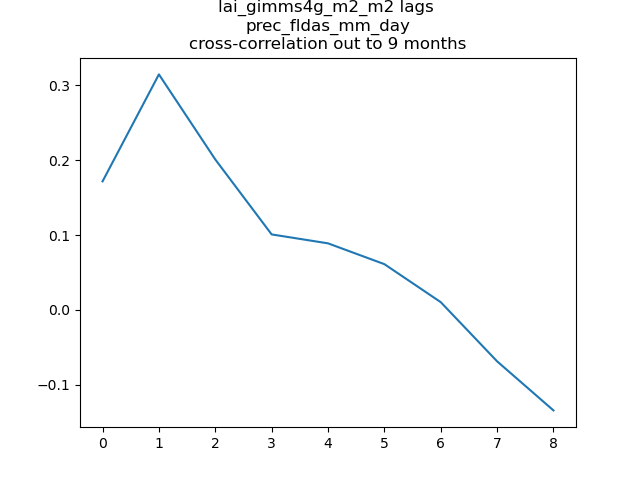 lai_gimms4g_m2_m2 lags
prec_fldas_mm_day
cross-correlation out to 9 months
0.3
0.2
0.1
0.0
−0.1
0 1 2 3 4 5 6 7 8